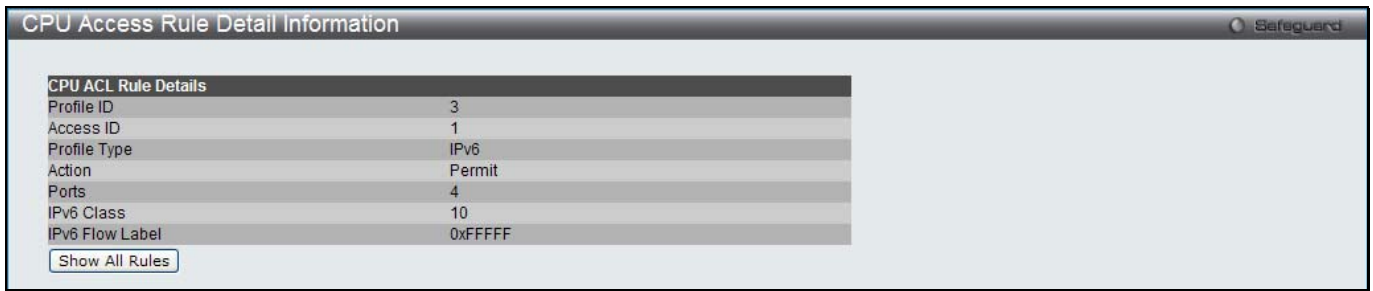 CPU Access Rule Detail Information
Safeguard
CPU ACL Rule Details
Profile ID 3
Access ID 1
Profile Type IPv6
Action Permit
Ports 4
IPv6 Class 10
IPv6 Flow Label 0xFFFFF
Show All Rules